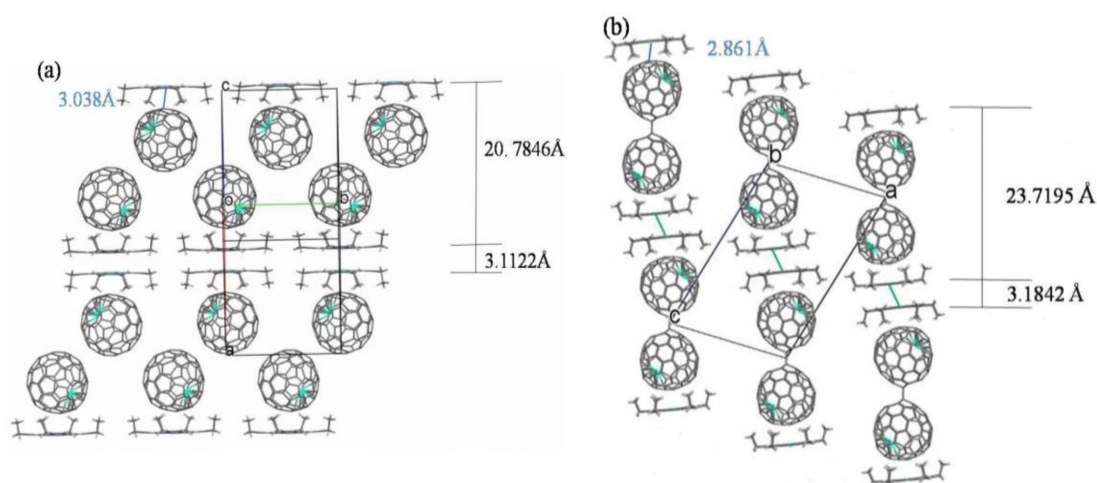 (a)
3.038Å
c
20.7846Å
o
b
3.1122Å
a
(b)
2.861Å
b
a
23.7195 Å
3.1842 Å
c